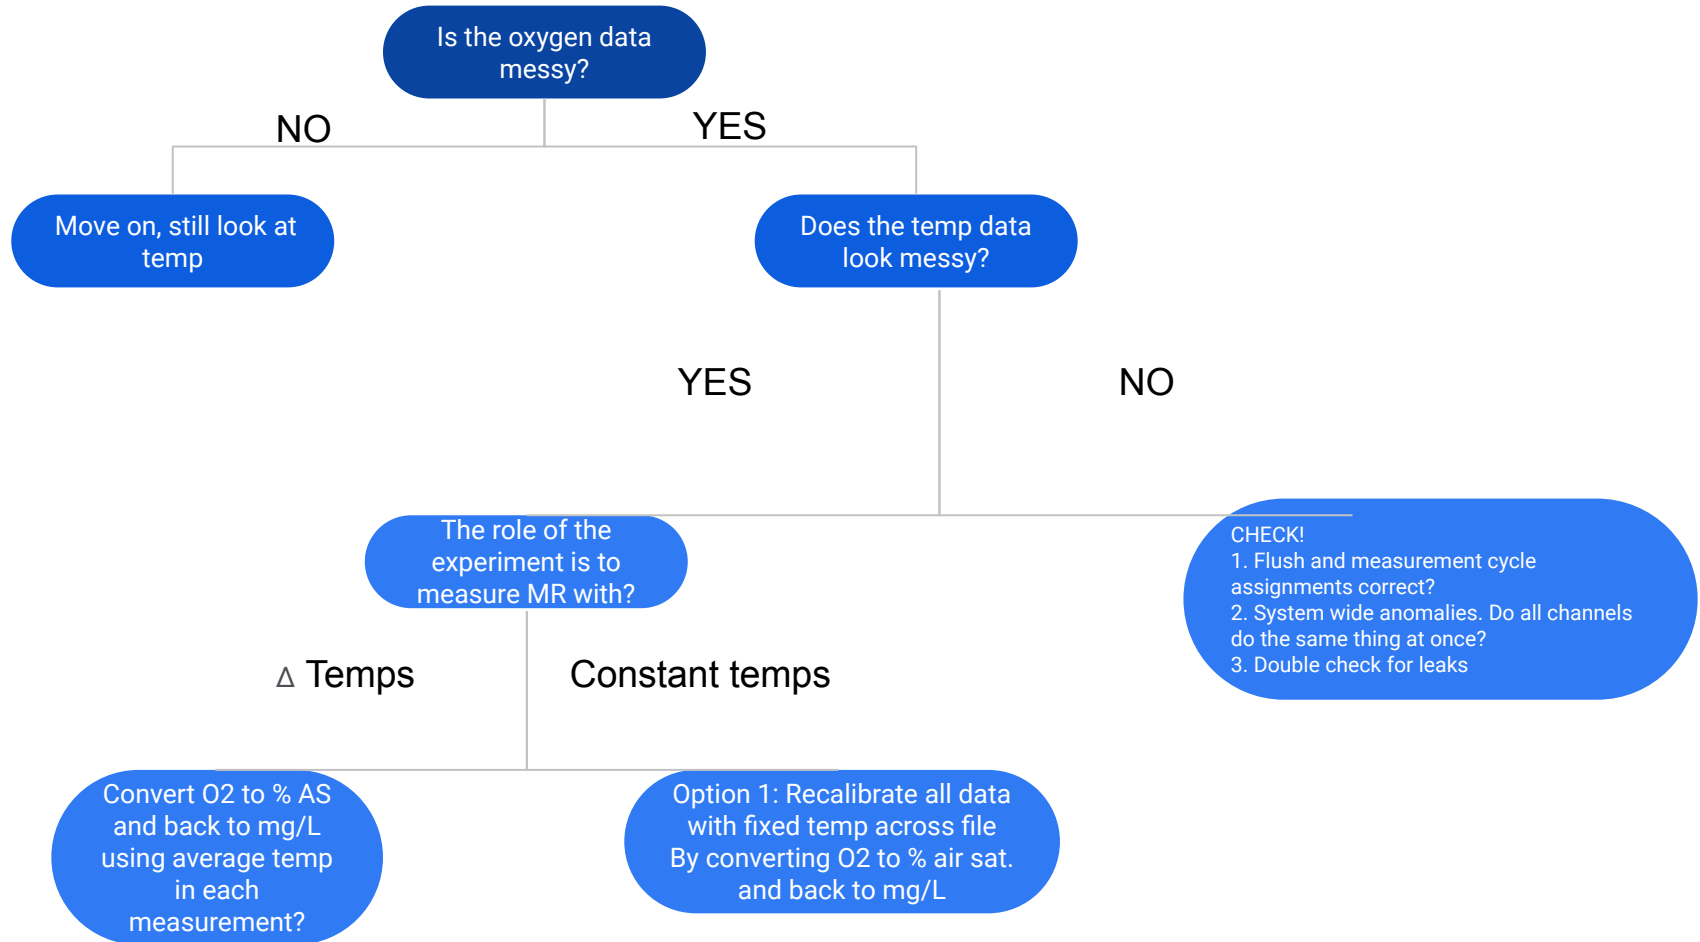 Is the oxygen data
messy?
NO
YES
Move on, still look at
temp
Does the temp data
look messy?
YES
NO
The role of the
experiment is to
measure MR with?
CHECK!
1. Flush and measurement cycle
assignments correct?
2. System wide anomalies. Do all channels
do the same thing at once?
3. Double check for leaks
Δ Temps
Constant temps
Convert O2 to % AS
and back to mg/L
using average temp
in each
measurement?
Option 1: Recalibrate all data
with fixed temp across file
By converting O2 to % air sat.
and back to mg/L